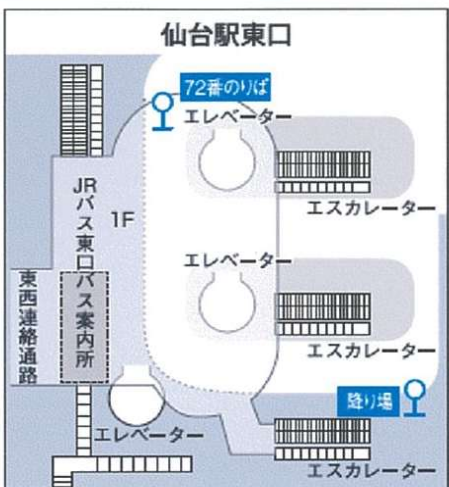 仙台駅東口
72番のりば
エレベーター
エスカレーター
JRバス東口バス案内所
1F
エレベーター
東西連絡通路
エスカレーター
降り場
エレベーター
エスカレーター